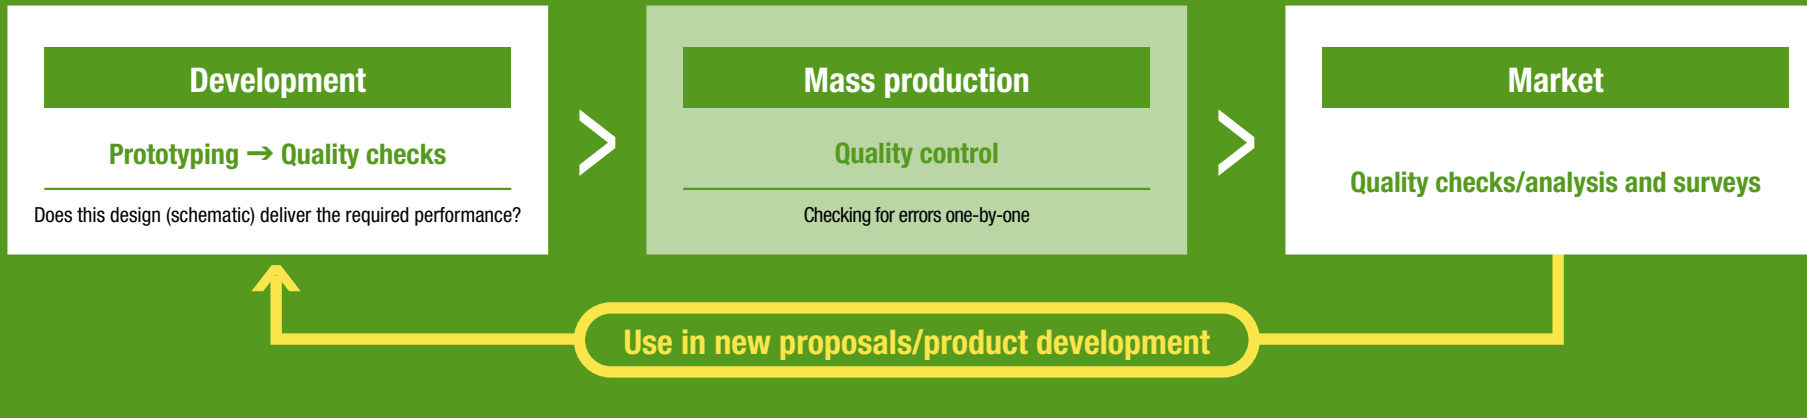 Development
Prototyping → Quality checks
Does this design (schematic) deliver the required performance?
Mass production
Quality control
Checking for errors one-by-one
Market
Quality checks/analysis and surveys
Use in new proposals/product development